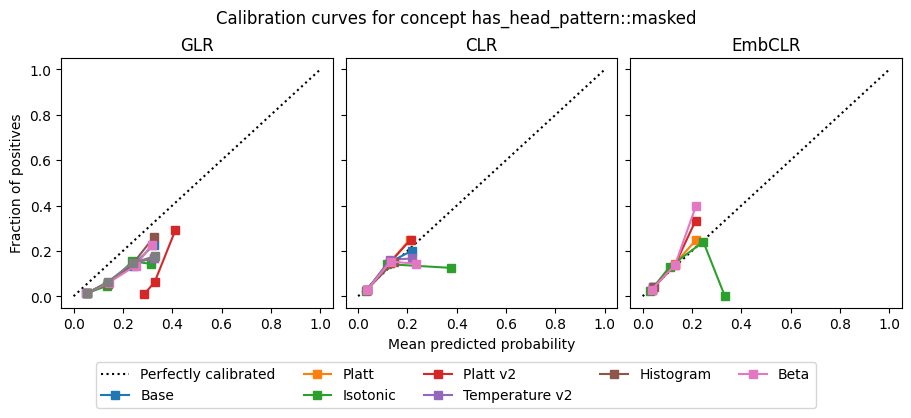 Calibration curves for concept has_head_pattern::masked
GLR
CLR
EmbCLR
1.0
0.8
0.6
0.4
0.2
0.0
Fraction of positives
0.0 0.2 0.4 0.6 0.8 1.0
0.0 0.2 0.4 0.6 0.8 1.0
0.0 0.2 0.4 0.6 0.8 1.0
Mean predicted probability
Perfectly calibrated
Base
Platt
Isotonic
Platt v2
Temperature v2
Histogram
Beta